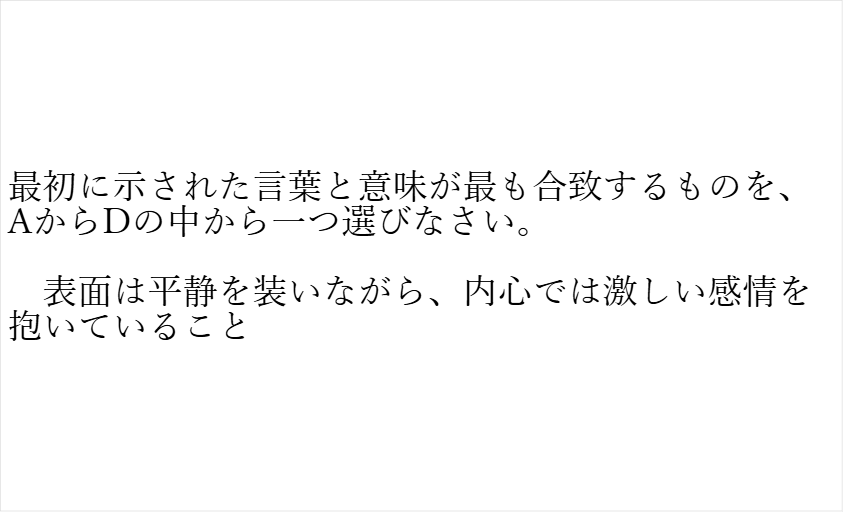 最初に示された言葉と意味が最も合致するものを、
AからDの中から一つ選びなさい。
　表面は平静を装いながら、内心では激しい感情を
抱いていること